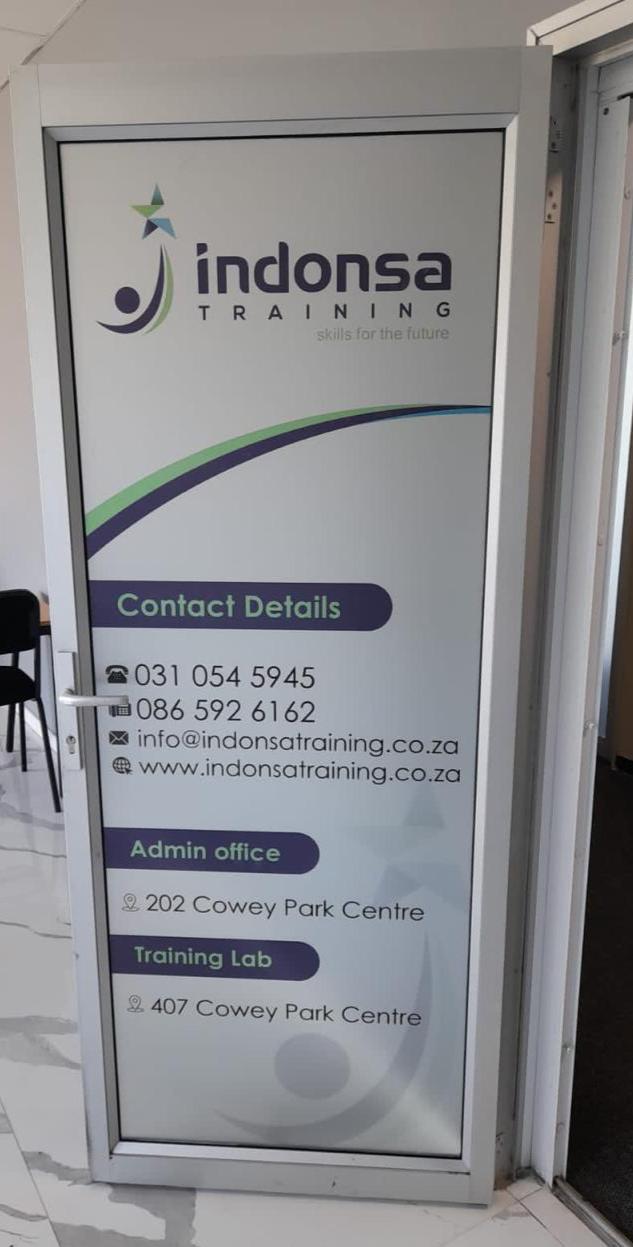 indonsa
TRAINING
skills for the future
Contact Details
031 054 5945
086 592 6162
info@indonsatraining.co.za
www.indonsatraining.co.za
Admin office
202 Cowey Park Centre
Training Lab
407 Cowey Park Centre